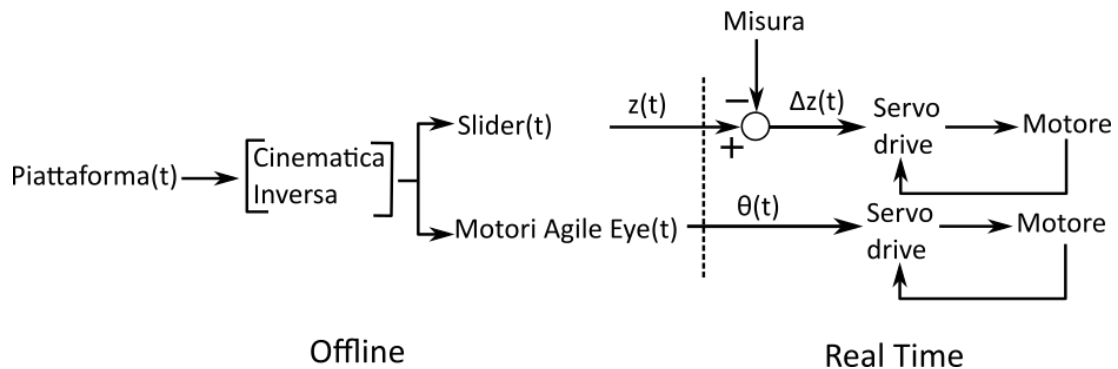 Misura
Slider(t)
z(t)
−
+
Δz(t)
Servo
drive
Motore
Piattaforma(t)
Cinematica
Inversa
Motori Agile Eye(t)
θ(t)
Servo
drive
Motore
Offline
Real Time